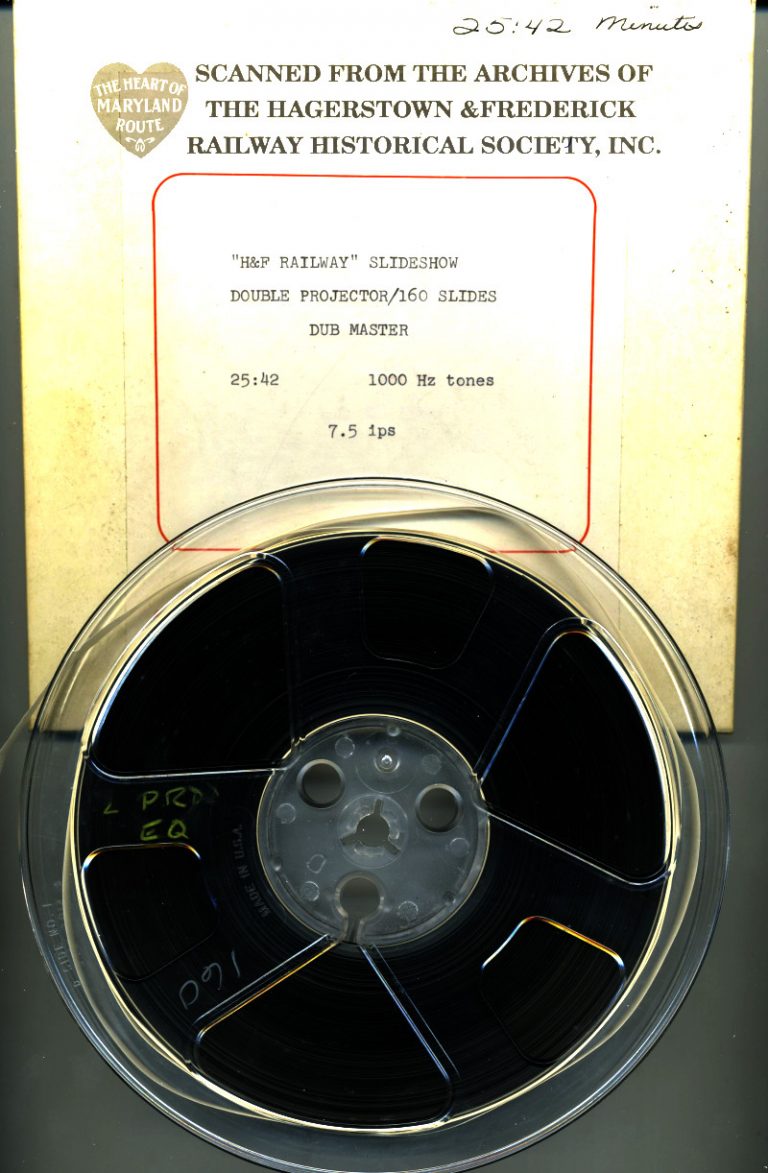 25:42 Minutes
THE HEART OF
MARYLAND
ROUTE
SCANNED FROM THE ARCHIVES OF
THE HAGERSTOWN &FREDERICK
RAILWAY HISTORICAL SOCIETY, INC.
"H&F RAILWAY" SLIDESHOW
DOUBLE PROJECTOR/160 SLIDES
DUB MASTER
25:42 1000 Hz tones
7.5 ips
EQ
MADE IN U.S.A.
160